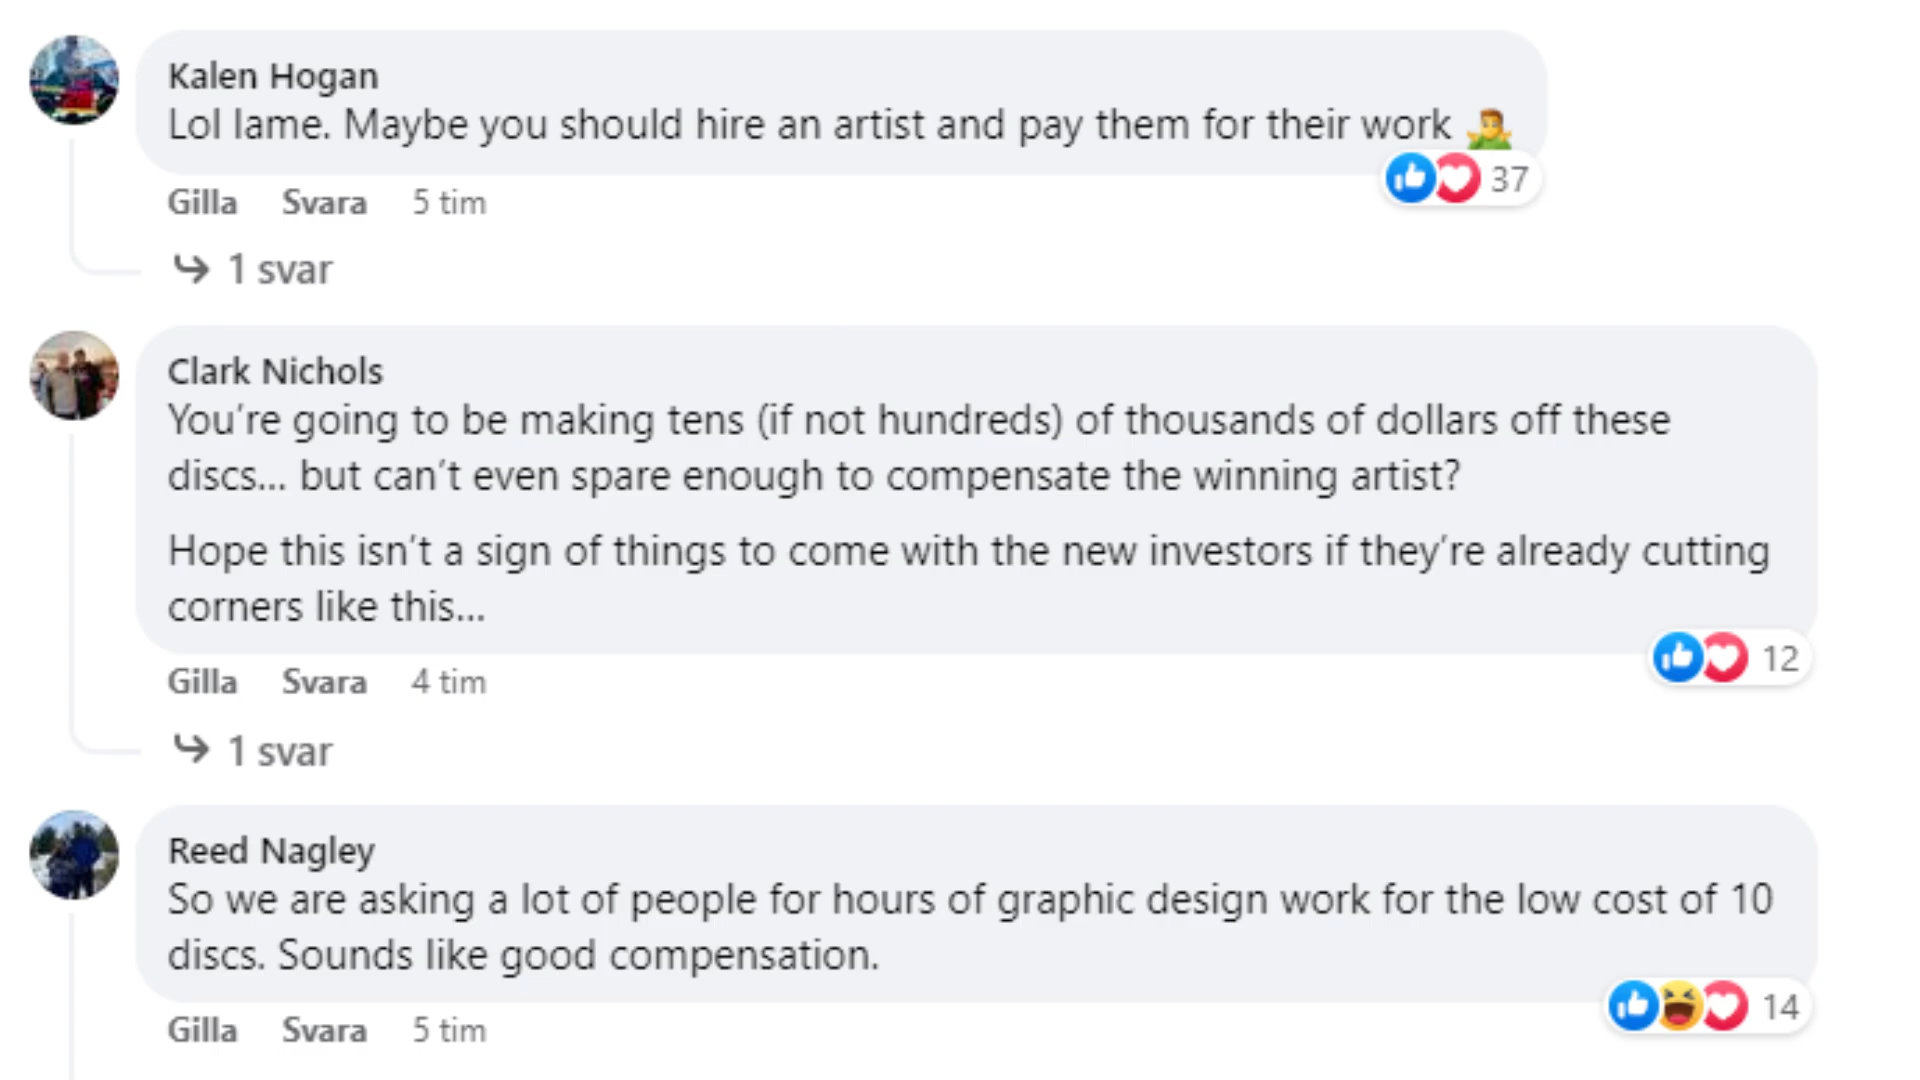 Kalen Hogan
Lol lame. Maybe you should hire an artist and pay them for their work 🤷‍♂️
37
Gilla Svara 5 tim
1 svar
Clark Nichols
You’re going to be making tens (if not hundreds) of thousands of dollars off these
discs... but can’t even spare enough to compensate the winning artist?
Hope this isn’t a sign of things to come with the new investors if they’re already cutting
corners like this...
12
Gilla Svara 4 tim
1 svar
Reed Nagley
So we are asking a lot of people for hours of graphic design work for the low cost of 10
discs. Sounds like good compensation.
14
Gilla Svara 5 tim